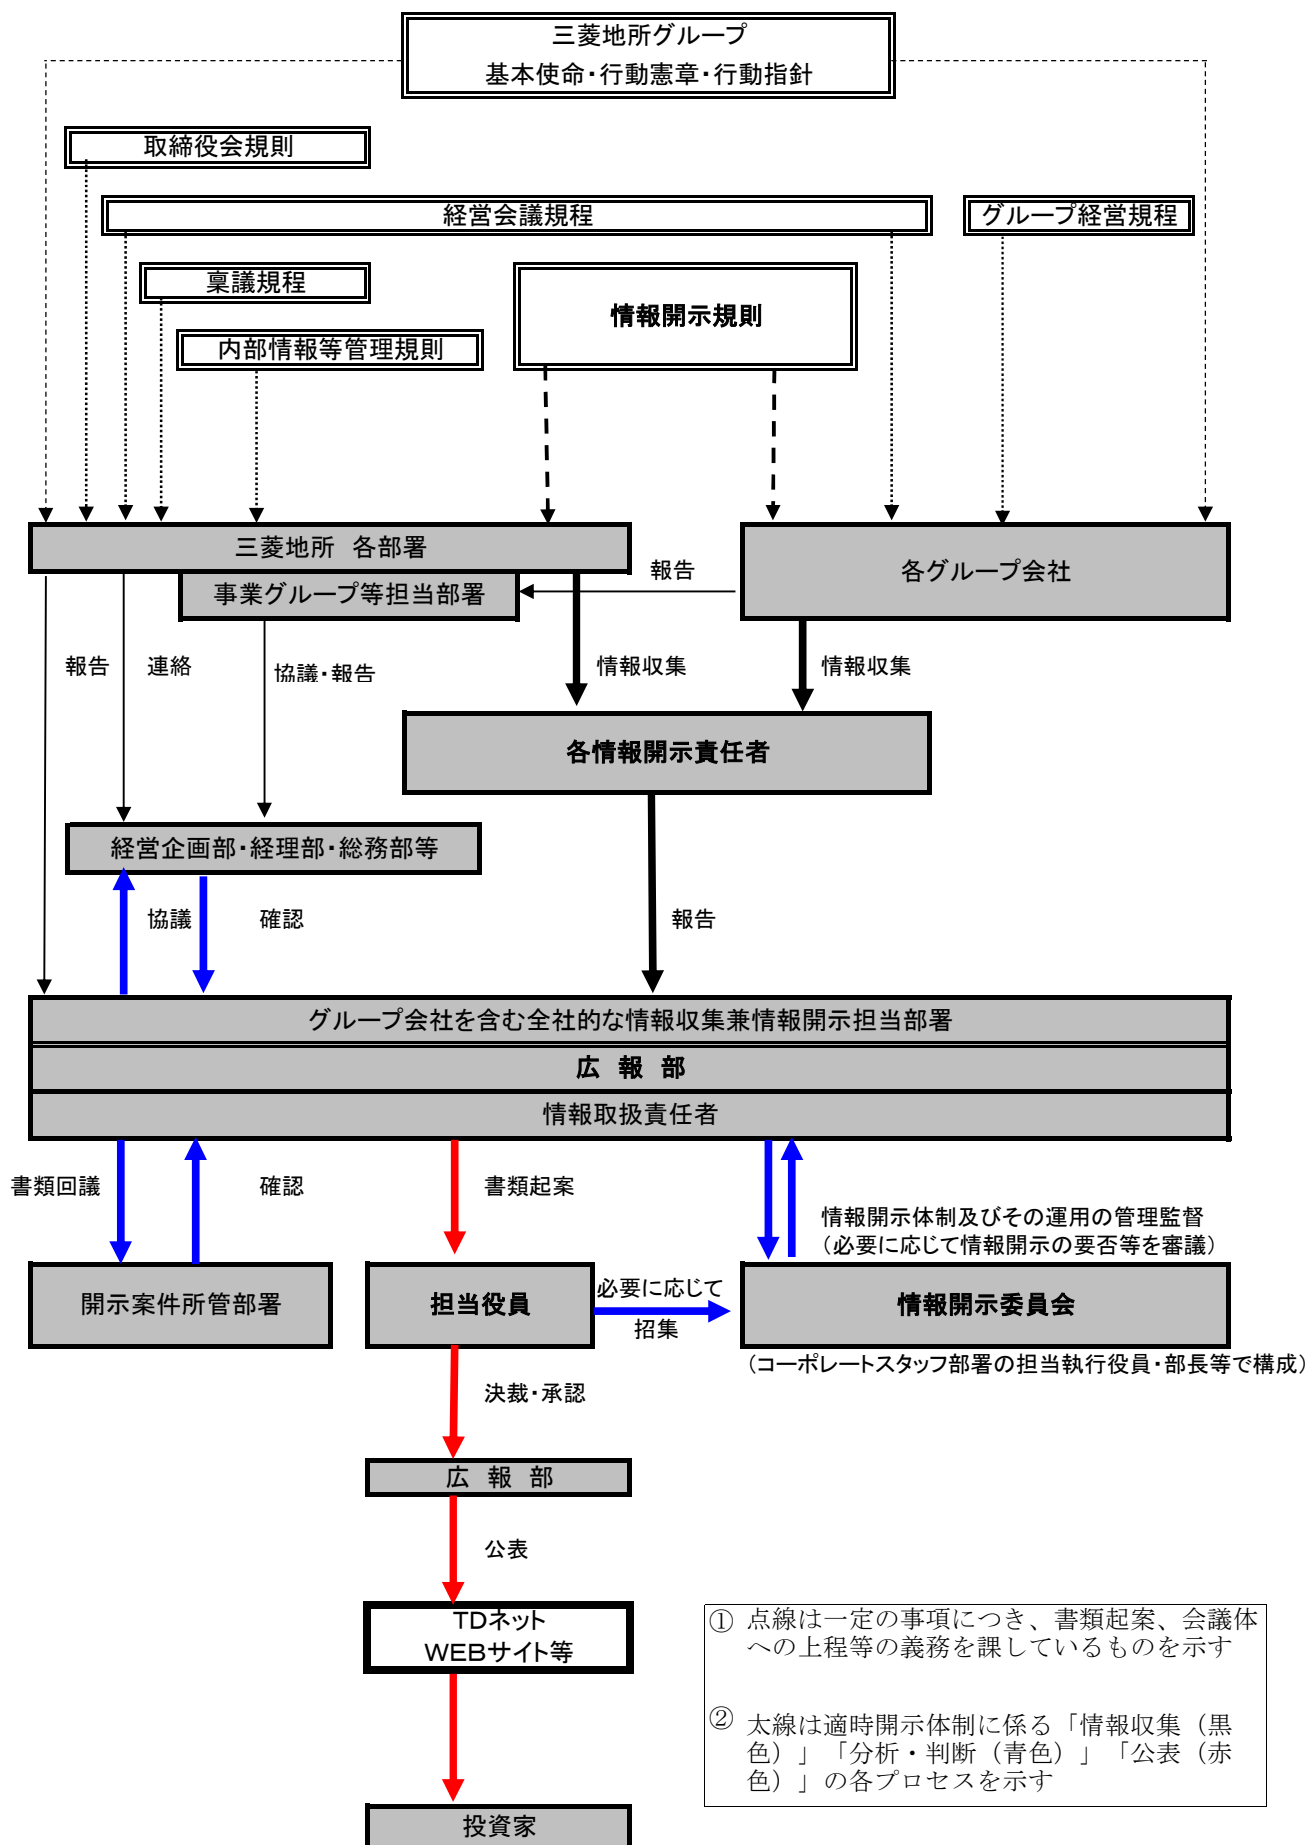 三菱地所グループ
基本使命・行動憲章・行動指針
取締役会規則
経営会議規程
グループ経営規程
稟議規程
情報開示規則
内部情報等管理規則
三菱地所 各部署
事業グループ等担当部署
報告
各グループ会社
報告
連絡
協議・報告
情報収集
情報収集
各情報開示責任者
経営企画部・経理部・総務部等
協議
確認
報告
グループ会社を含む全社的な情報収集兼情報開示担当部署
広 報 部
情報取扱責任者
書類回議
確認
書類起案
情報開示体制及びその運用の管理監督
（必要に応じて情報開示の要否等を審議）
開示案件所管部署
担当役員
必要に応じて
招集
情報開示委員会
（コーポレートスタッフ部署の担当執行役員・部長等で構成）
決裁・承認
広 報 部
公表
TDネット
WEBサイト等
① 点線は一定の事項につき、書類起案、会議体
への上程等の義務を課しているものを示す
② 太線は適時開示体制に係る「情報収集（黒
色）」「分析・判断（青色）」「公表（赤
色）」の各プロセスを示す
投資家